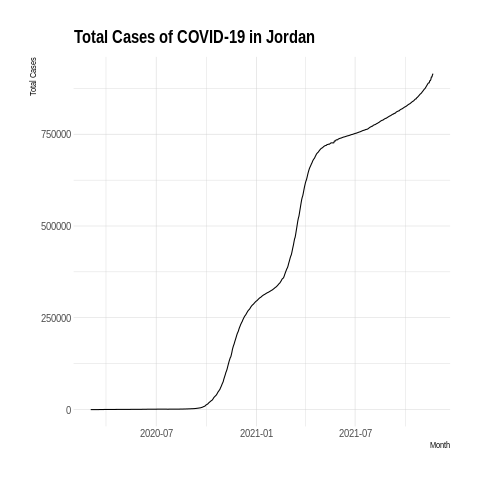 Total Cases of COVID-19 in Jordan
Total Cases
750000
500000
250000
0
2020-07 2021-01 2021-07
Month